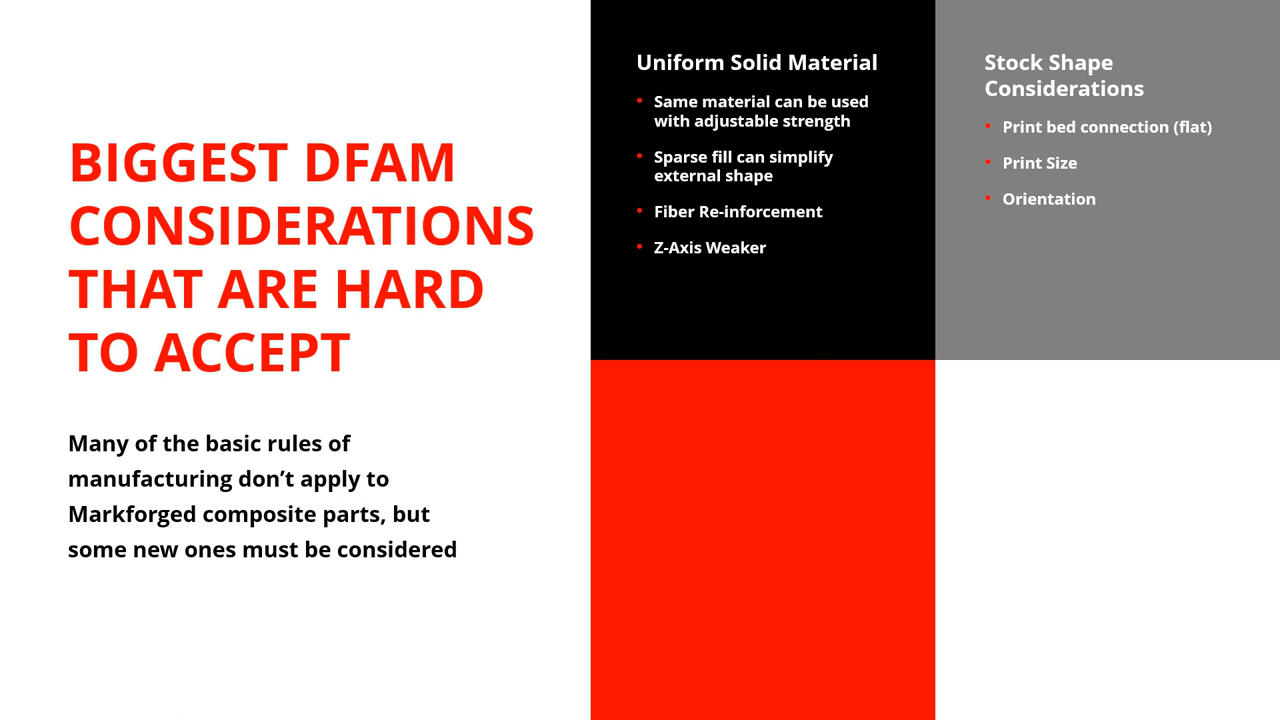 BIGGEST DFAM
CONSIDERATIONS
THAT ARE HARD
TO ACCEPT
Many of the basic rules of
manufacturing don’t apply to
Markforged composite parts, but
some new ones must be considered
Uniform Solid Material
• Same material can be used
with adjustable strength
• Sparse fill can simplify
external shape
• Fiber Re-inforcement
• Z-Axis Weaker
Stock Shape
Considerations
• Print bed connection (flat)
• Print Size
• Orientation